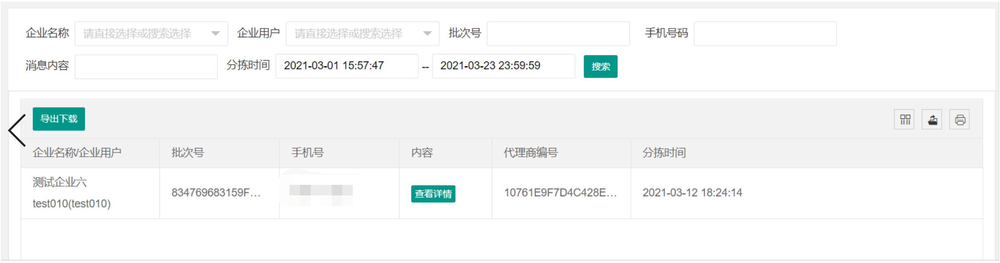 企业名称 请直接选择或搜索选择 企业用户 请直接选择或搜索选择 批次号 手机号码
消息内容 分拣时间 2021-03-01 15:57:47 -- 2021-03-23 23:59:59 搜索
导出下载
企业名称/企业用户 批次号 手机号 内容 代理商编号 分拣时间
测试企业六
test010(test010) 834769683159F... 查看详情 10761E9F7D4C428E... 2021-03-12 18:24:14